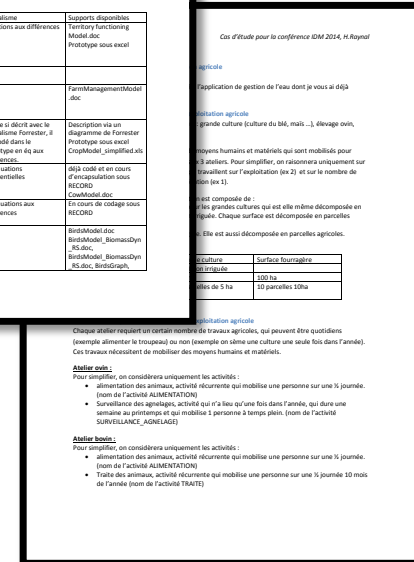 alisme Supports disponibles
ions aux différences Territory functioning
Model.doc
Prototype sous excel
FarmManagementModel
.doc
e si décrit avec le Description via un
alisme Forrester, il diagramme de Forrester
dé dans le Prototype sous excel
type en éq aux CropModel_simplified.xls
ences.
uations déjà codé et en cours
entielles d'encapsulation sous
RECORD
CowModel.doc
uations aux En cours de codage sous
ences RECORD
BirdsModel.doc
BirdsModel_BiomassDyn
_RS.doc,
BirdsModel_BiomassDyn
_RS.doc, BirdsGraph,
Cas d'étude pour la conférence IDM 2014, H.Raynal
agricole
l'application de gestion de l'eau dont je vous ai déjà
ploitation agricole
: grande culture (culture du blé, maïs …), élevage ovin,
moyens humains et matériels qui sont mobilisés pour
x 3 ateliers. Pour simplifier, on raisonnera uniquement sur
travaillent sur l'exploitation (ex 2) et sur le nombre de
tion (ex 1).
n est composée de :
r les grandes cultures qui est elle même décomposée en
riguée. Chaque surface est décomposée en parcelles
e. Elle est aussi décomposée en parcelles agricoles.
e culture Surface fourragère
on irriguée
100 ha
elles de 5 ha 10 parcelles 10ha
xploitation agricole
Chaque atelier requiert un certain nombre de travaux agricoles, qui peuvent être quotidiens
(exemple alimenter le troupeau) ou non (exemple on sème une culture une seule fois dans l'année).
Ces travaux nécessitent de mobiliser des moyens humains et matériels.
Atelier ovin :
Pour simplifier, on considèrera uniquement les activités :
• alimentation des animaux, activité récurrente qui mobilise une personne sur une ½ journée.
(nom de l'activité ALIMENTATION)
• Surveillance des agnelages, activité qui n'a lieu qu'une fois dans l'année, qui dure une
semaine au printemps et qui mobilise 1 personne à temps plein. (nom de l'activité
SURVEILLANCE_AGNELAGE)
Atelier bovin :
Pour simplifier, on considèrera uniquement les activités :
• alimentation des animaux, activité récurrente qui mobilise une personne sur une ½ journée.
(nom de l'activité ALIMENTATION)
• Traite des animaux, activité récurrente qui mobilise une personne sur une ½ journée 10 mois
de l'année (nom de l'activité TRAITE)